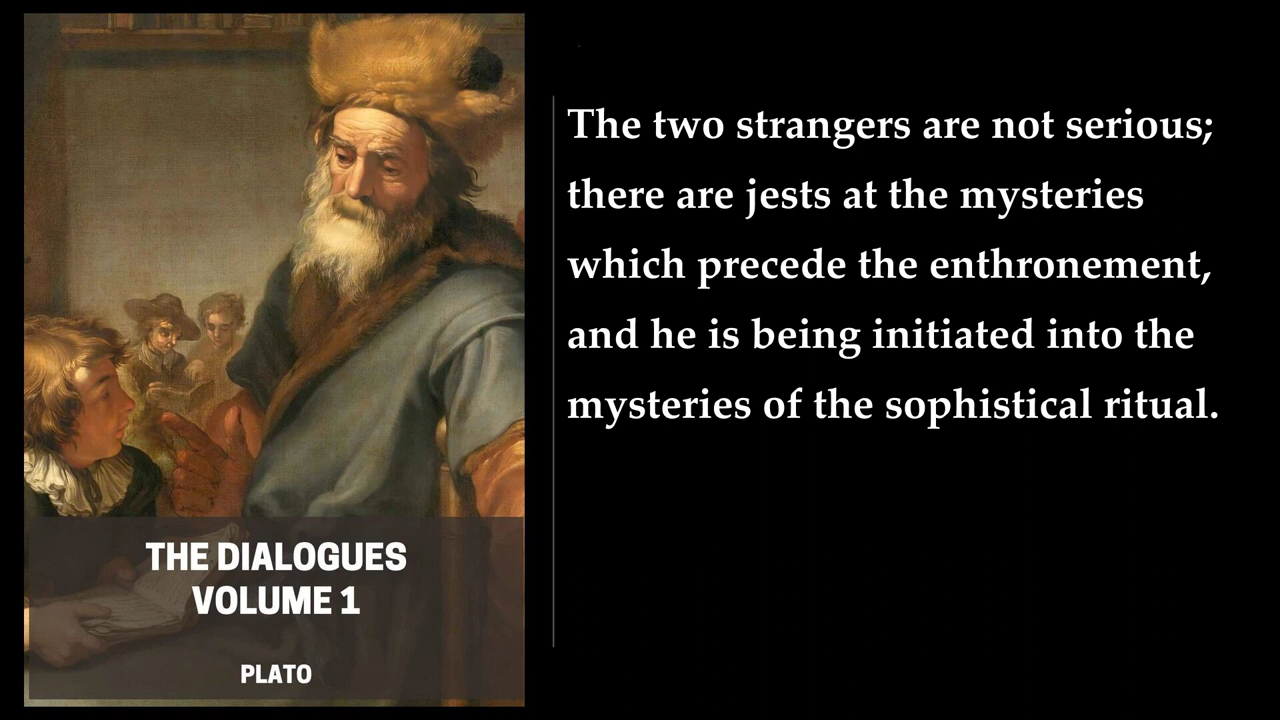 The two strangers are not serious;
there are jests at the mysteries
which precede the enthronement,
and he is being initiated into the
mysteries of the sophistical ritual.
THE DIALOGUES
VOLUME 1
PLATO